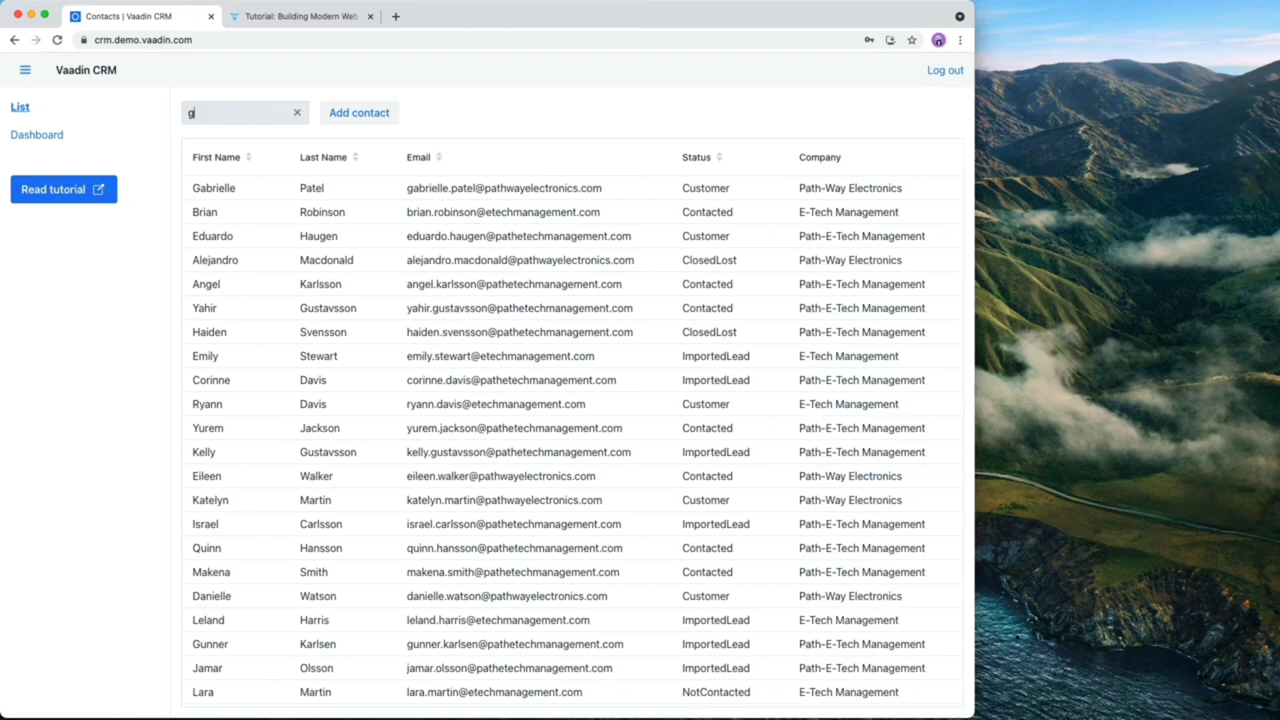 Contacts | Vaadin CRM
Tutorial: Building Modern Web
crm.demo.vaadin.com
Vaadin CRM
Log out
List
Dashboard
Read tutorial
g
Add contact
First Name Last Name Email Status Company
Gabrielle Patel gabrielle.patel@pathwayelectronics.com Customer Path-Way Electronics
Brian Robinson brian.robinson@etechmanagement.com Contacted E-Tech Management
Eduardo Haugen eduardo.haugen@pathetechmanagement.com Customer Path-E-Tech Management
Alejandro Macdonald alejandro.macdonald@pathwayelectronics.com ClosedLost Path-Way Electronics
Angel Karlsson angel.karlsson@pathetechmanagement.com Contacted Path-E-Tech Management
Yahir Gustavsson yahir.gustavsson@pathetechmanagement.com Contacted Path-E-Tech Management
Haiden Svensson haiden.svensson@pathetechmanagement.com ClosedLost Path-E-Tech Management
Emily Stewart emily.stewart@etechmanagement.com ImportedLead E-Tech Management
Corinne Davis corinne.davis@pathetechmanagement.com ImportedLead Path-E-Tech Management
Ryann Davis ryann.davis@etechmanagement.com Customer E-Tech Management
Yurem Jackson yurem.jackson@pathetechmanagement.com Contacted Path-E-Tech Management
Kelly Gustavsson kelly.gustavsson@pathetechmanagement.com ImportedLead Path-E-Tech Management
Eileen Walker eileen.walker@pathwayelectronics.com Contacted Path-Way Electronics
Katelyn Martin katelyn.martin@pathwayelectronics.com Customer Path-Way Electronics
Israel Carlsson israel.carlsson@pathetechmanagement.com ImportedLead Path-E-Tech Management
Quinn Hansson quinn.hansson@pathetechmanagement.com Contacted Path-E-Tech Management
Makena Smith makena.smith@pathetechmanagement.com Contacted Path-E-Tech Management
Danielle Watson danielle.watson@pathwayelectronics.com Customer Path-Way Electronics
Leland Harris leland.harris@etechmanagement.com ImportedLead E-Tech Management
Gunner Karlsen gunner.karlsen@pathetechmanagement.com ImportedLead Path-E-Tech Management
Jamar Olsson jamar.olsson@pathetechmanagement.com ImportedLead Path-E-Tech Management
Lara Martin lara.martin@etechmanagement.com NotContacted E-Tech Management